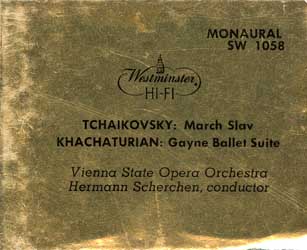 MONAURAL
SW 1058
Westminster
HI-FI
TCHAIKOVSKY: March Slav
KHACHATURIAN: Gayne Ballet Suite
Vienna State Opera Orchestra
Hermann Scherchen, conductor